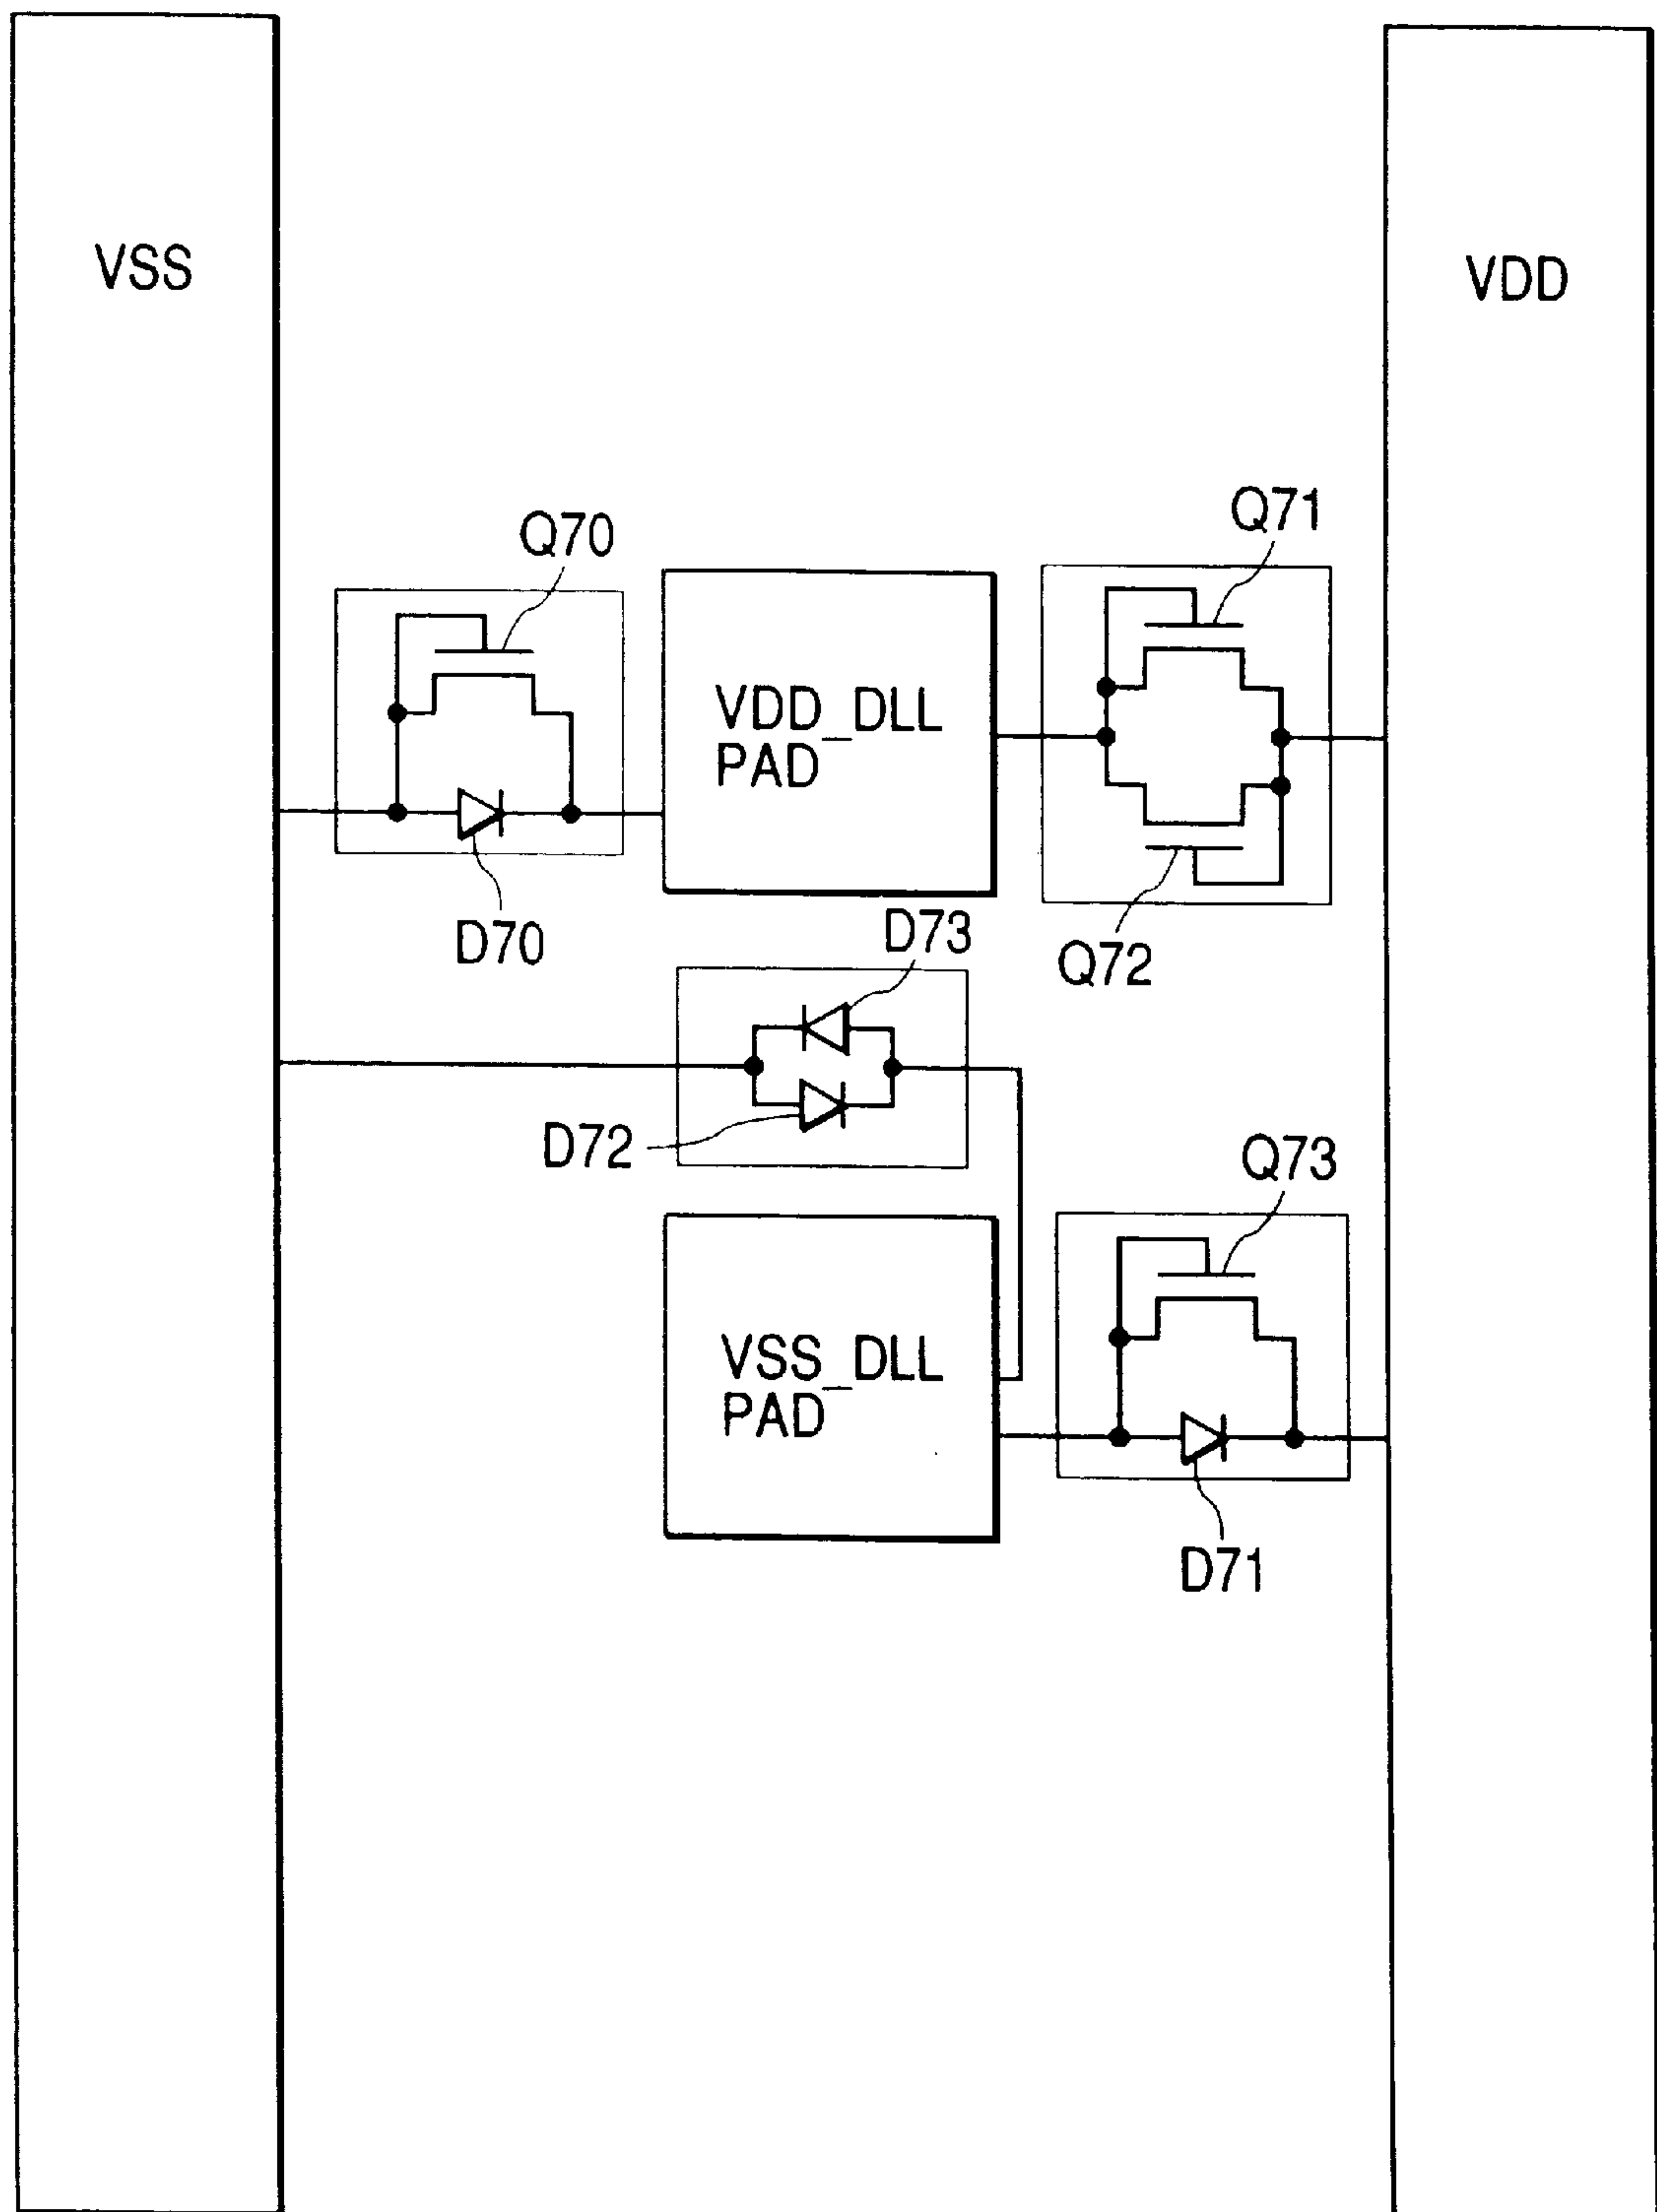 VSS
VDD
Q71
Q70
VDD_DLL
PAD
D70
D73
Q72
D72
Q73
VSS_DLL
PAD
D71